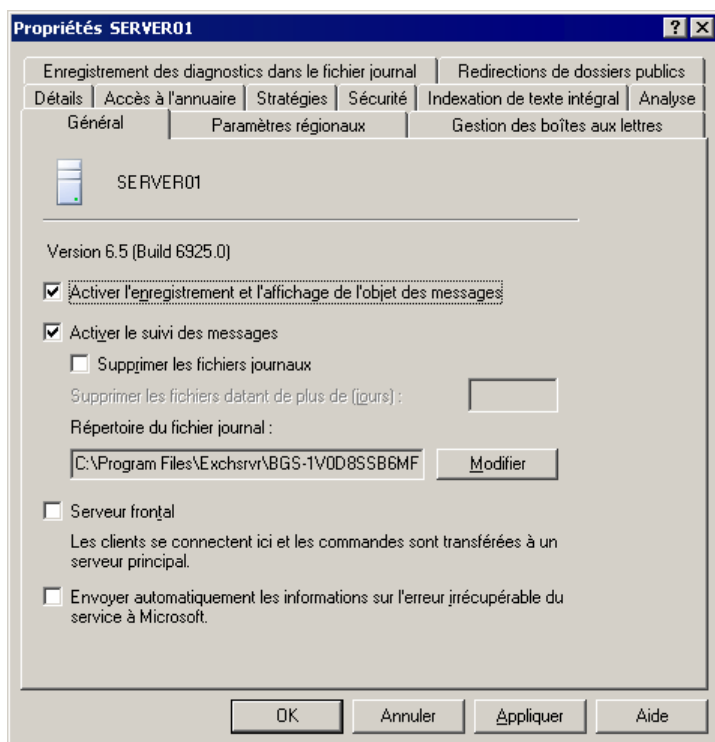 Propriétés SERVER01
Enregistrement des diagnostics dans le fichier journal Redirections de dossiers publics
Détails Accès à l'annuaire Stratégies Sécurité Indexation de texte intégral Analyse
Général Paramètres régionaux Gestion des boîtes aux lettres
SERVER01
Version 6.5 (Build 6925.0)
Activer l'enregistrement et l'affichage de l'objet des messages
Activer le suivi des messages
Supprimer les fichiers journaux
Supprimer les fichiers datant de plus de (jours) :
Répertoire du fichier journal :
C:\Program Files\Exchsrvr\BGS-1V0D8SSB6MF Modifier
Serveur frontal
Les clients se connectent ici et les commandes sont transférées à un
serveur principal.
Envoyer automatiquement les informations sur l'erreur irrécupérable du
service à Microsoft.
OK Annuler Appliquer Aide